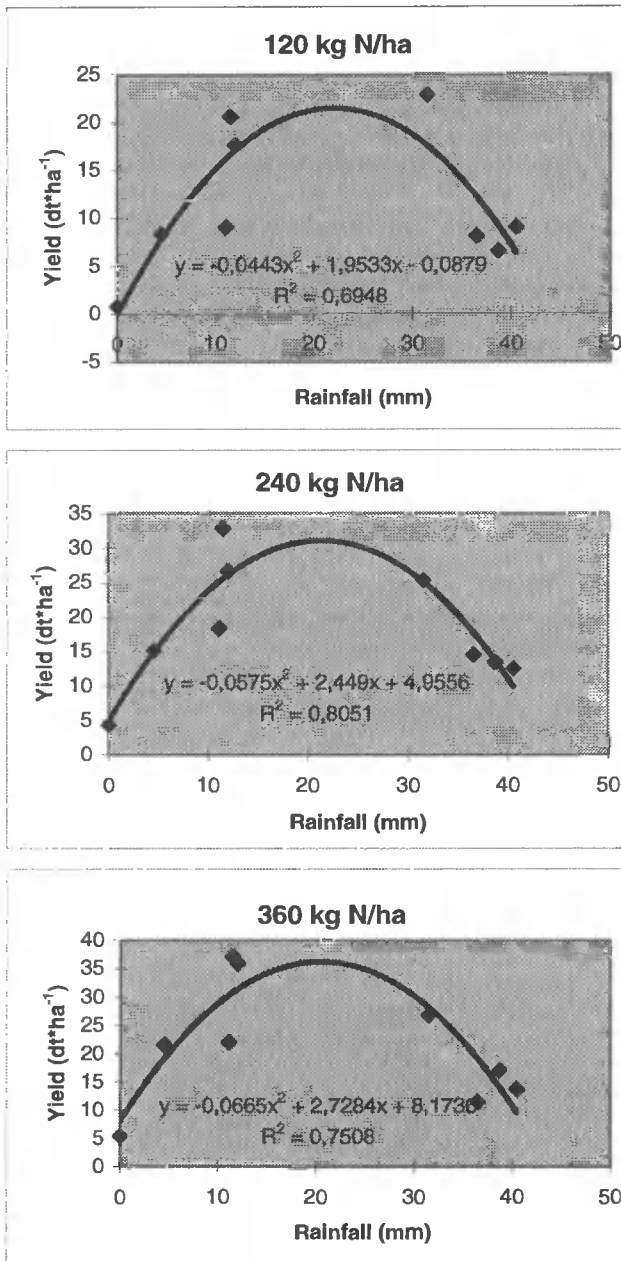 120 kg N/ha
Yield (dt*ha⁻¹)
25
20
15
10
5
0
-5
y = -0,0443x² + 1,9533x - 0,0879
R² = 0,6948
0 10 20 30 40 50
Rainfall (mm)
240 kg N/ha
Yield (dt*ha⁻¹)
35
30
25
20
15
10
5
0
y = -0,0575x² + 2,449x + 4,9556
R² = 0,8051
0 10 20 30 40 50
Rainfall (mm)
360 kg N/ha
Yield (dt*ha⁻¹)
40
35
30
25
20
15
10
5
0
y = -0,0665x² + 2,7284x + 8,1736
R² = 0,7508
0 10 20 30 40 50
Rainfall (mm)